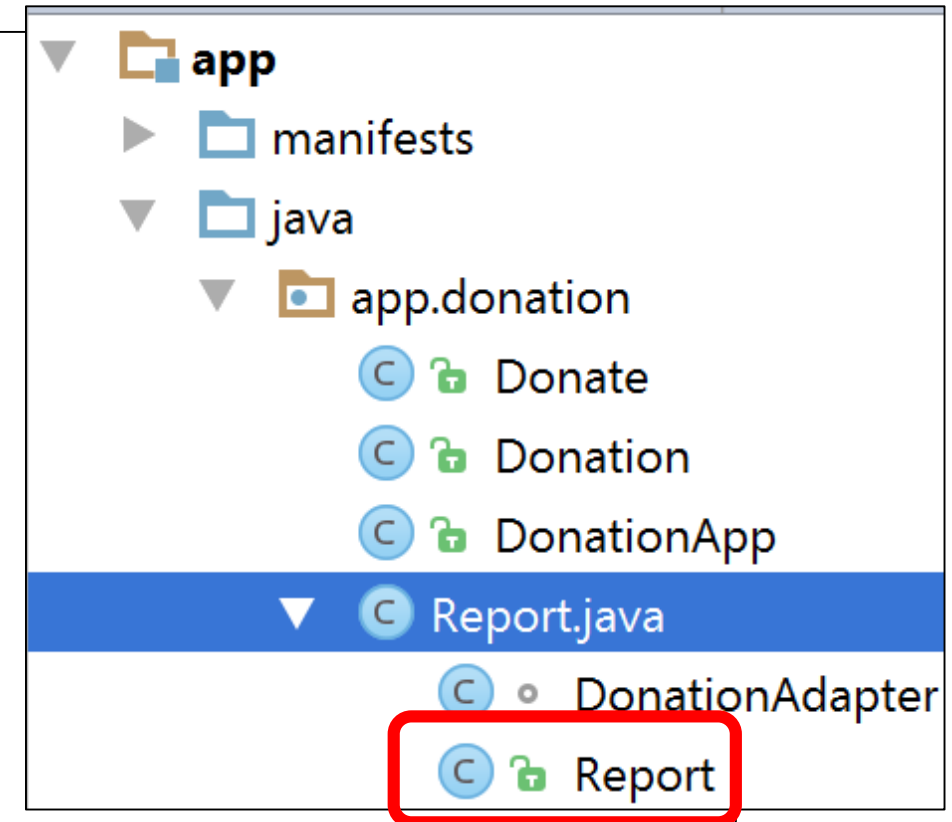 app
manifests
java
app.donation
C Donate
C Donation
C DonationApp
C Report.java
C DonationAdapter
C Report